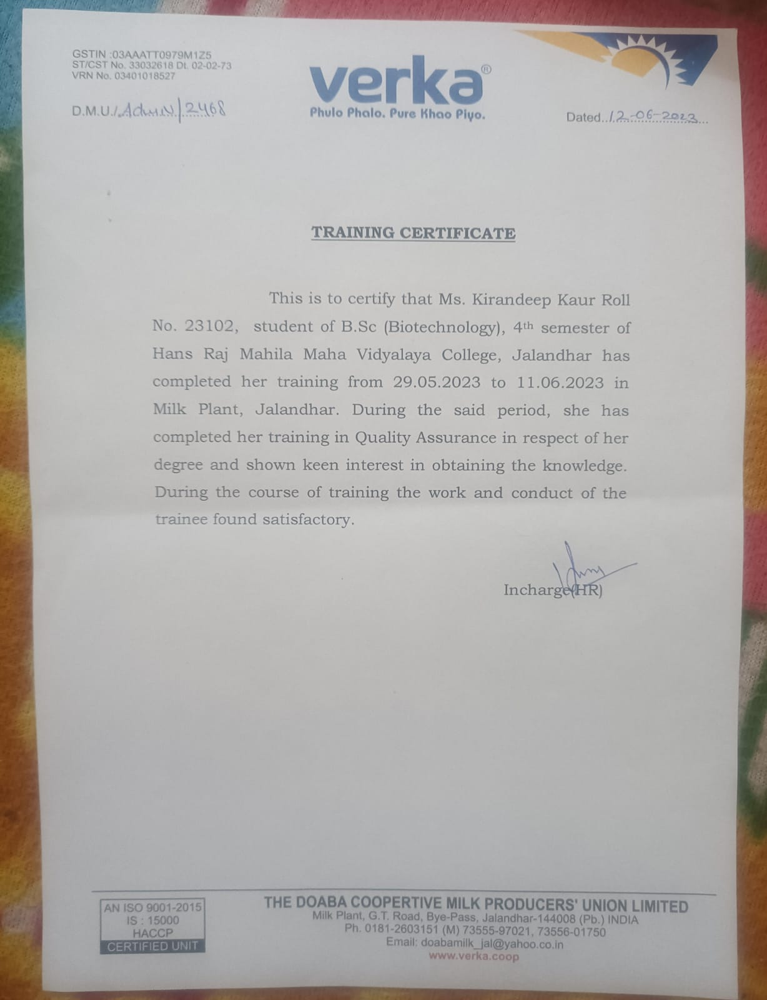 GSTIN :03AAATT0979M1Z5
ST/CST No. 33032618 Dt. 02-02-73
VRN No. 03401018527
D.M.U./.Admn/2468
verka®
Phulo Phalo. Pure Khao Piyo.
Dated..12-06-2023...
TRAINING CERTIFICATE
This is to certify that Ms. Kirandeep Kaur Roll
No. 23102, student of B.Sc (Biotechnology), 4th semester of
Hans Raj Mahila Maha Vidyalaya College, Jalandhar has
completed her training from 29.05.2023 to 11.06.2023 in
Milk Plant, Jalandhar. During the said period, she has
completed her training in Quality Assurance in respect of her
degree and shown keen interest in obtaining the knowledge.
During the course of training the work and conduct of the
trainee found satisfactory.
Incharge(HR)
AN ISO 9001-2015
IS : 15000
HACCP
CERTIFIED UNIT
THE DOABA COOPERTIVE MILK PRODUCERS' UNION LIMITED
Milk Plant, G.T. Road, Bye-Pass, Jalandhar-144008 (Pb.) INDIA
Ph. 0181-2603151 (M) 73555-97021, 73556-01750
Email: doabamilk_jal@yahoo.co.in
www.verka.coop